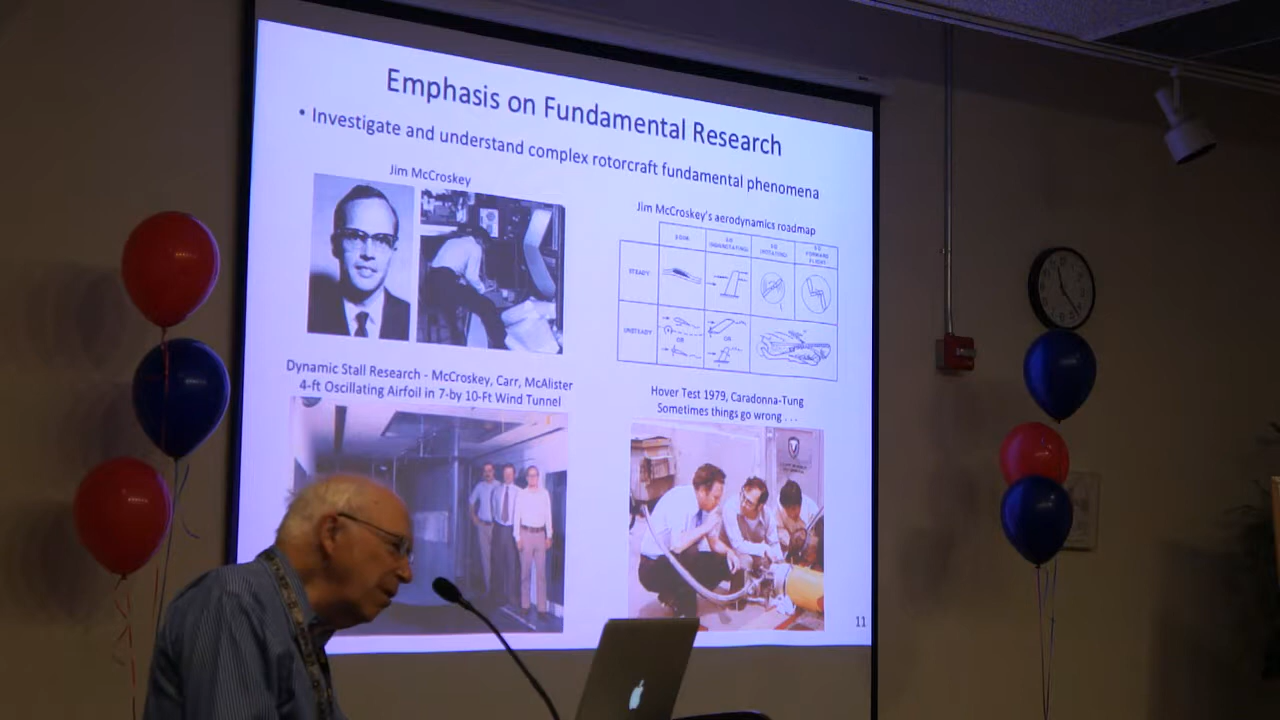 Emphasis on Fundamental Research
• Investigate and understand complex rotorcraft fundamental phenomena
Jim McCroskey
Jim McCroskey's aerodynamics roadmap
STEADY
UNSTEADY
OR
OR
Dynamic Stall Research - McCroskey, Carr, McAlister
4-ft Oscillating Airfoil in 7-by 10-Ft Wind Tunnel
Hover Test 1979, Caradonna-Tung
Sometimes things go wrong . . .
11